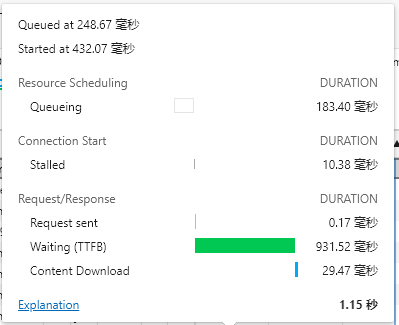 Queued at 248.67 毫秒
Started at 432.07 毫秒
Resource Scheduling DURATION
Queueing 183.40 毫秒
Connection Start DURATION
Stalled 10.38 毫秒
Request/Response DURATION
Request sent 0.17 毫秒
Waiting (TTFB) 931.52 毫秒
Content Download 29.47 毫秒
Explanation 1.15 秒